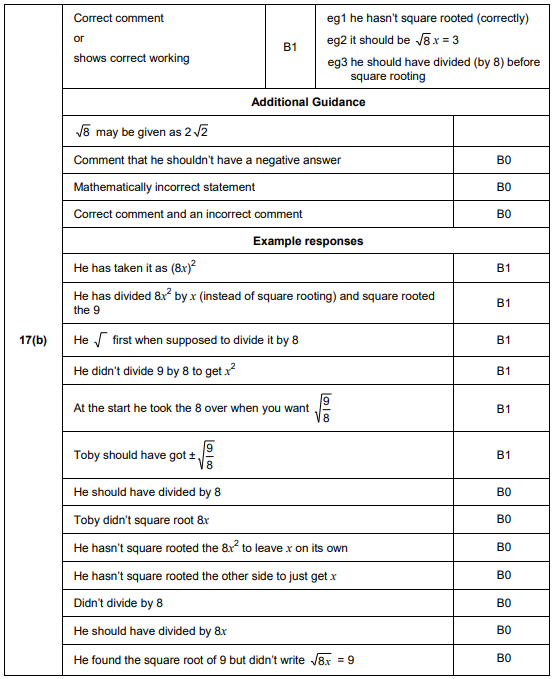 Correct comment
or
shows correct working
B1
eg1 he hasn't square rooted (correctly)
eg2 it should be √8 x = 3
eg3 he should have divided (by 8) before
square rooting
Additional Guidance
√8 may be given as 2√2
Comment that he shouldn't have a negative answer B0
Mathematically incorrect statement B0
Correct comment and an incorrect comment B0
Example responses
He has taken it as (8x)² B1
He has divided 8x² by x (instead of square rooting) and square rooted
the 9 B1
17(b)
He √ first when supposed to divide it by 8 B1
He didn't divide 9 by 8 to get x² B1
At the start he took the 8 over when you want √(9/8) B1
Toby should have got ±√(9/8) B1
He should have divided by 8 B0
Toby didn't square root 8x B0
He hasn't square rooted the 8x² to leave x on its own B0
He hasn't square rooted the other side to just get x B0
Didn't divide by 8 B0
He should have divided by 8x B0
He found the square root of 9 but didn't write √8x = 9 B0